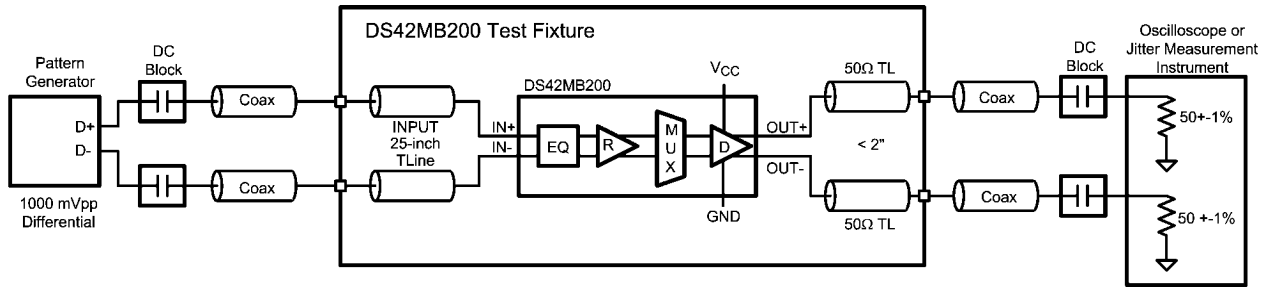 DS42MB200 Test Fixture
Pattern
Generator
D+
D-
1000 mVpp
Differential
DC
Block
Coax
Coax
INPUT
25-inch
TLine
DS42MB200
IN+
IN-
EQ
R
MUX
D
VCC
GND
OUT+
OUT-
50Ω TL
< 2"
50Ω TL
Coax
Coax
DC
Block
Oscilloscope or
Jitter Measurement
Instrument
50+-1%
50 +-1%